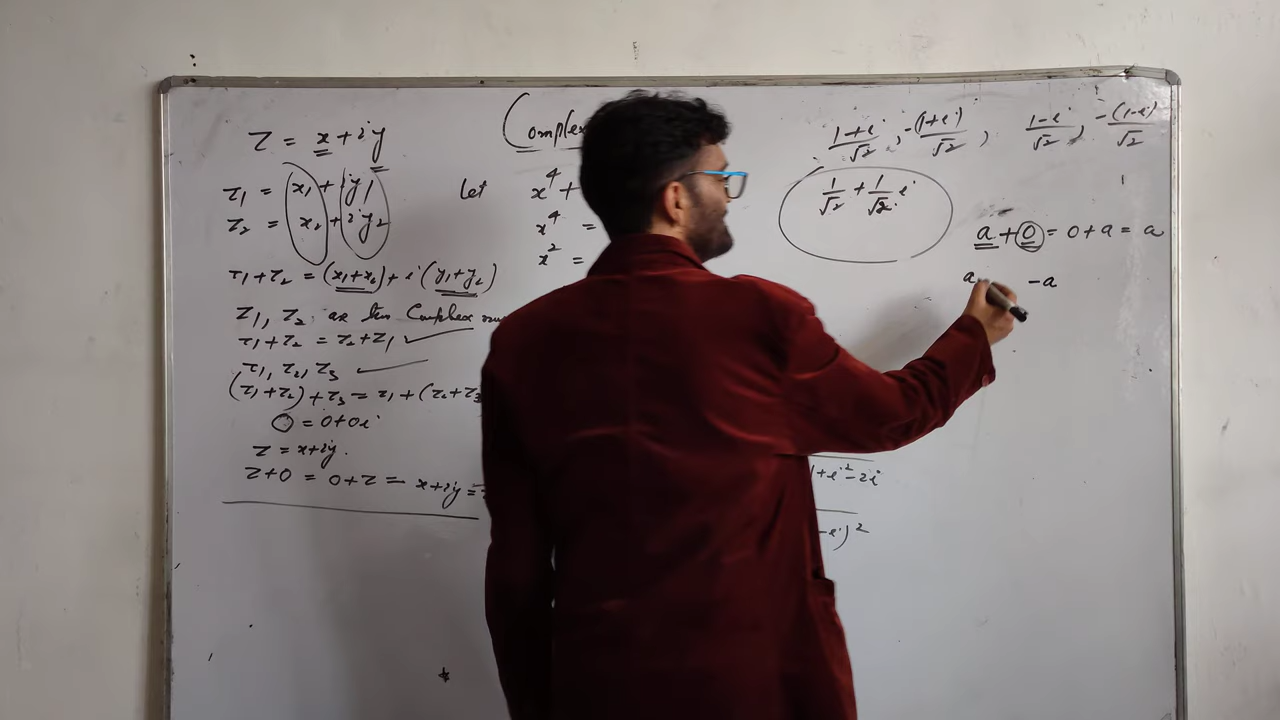 Complex
Z = x + iy
z₁ = x₁ + iy₁
z₂ = x₂ + iy₂
z₁+z₂ = (x₁+x₂) + i(y₁+y₂)
Z₁, Z₂ are two Complex
z₁+z₂ = z₂+z₁ ✓
z₁, z₂, z₃ ✓
(z₁+z₂)+z₃ = z₁+(z₂+z₃
0 = 0+0i
z = x+iy.
z+0 = 0+z = x+iy =
Let x⁴ +
x⁴ =
x² =
(1+i)/√2, -(1+i)/√2, (1-i)/√2, -(1-i)/√2
1/√2 + 1/√2 i
a + 0 = 0+a = a
a -a
+i²-2i
-i)²